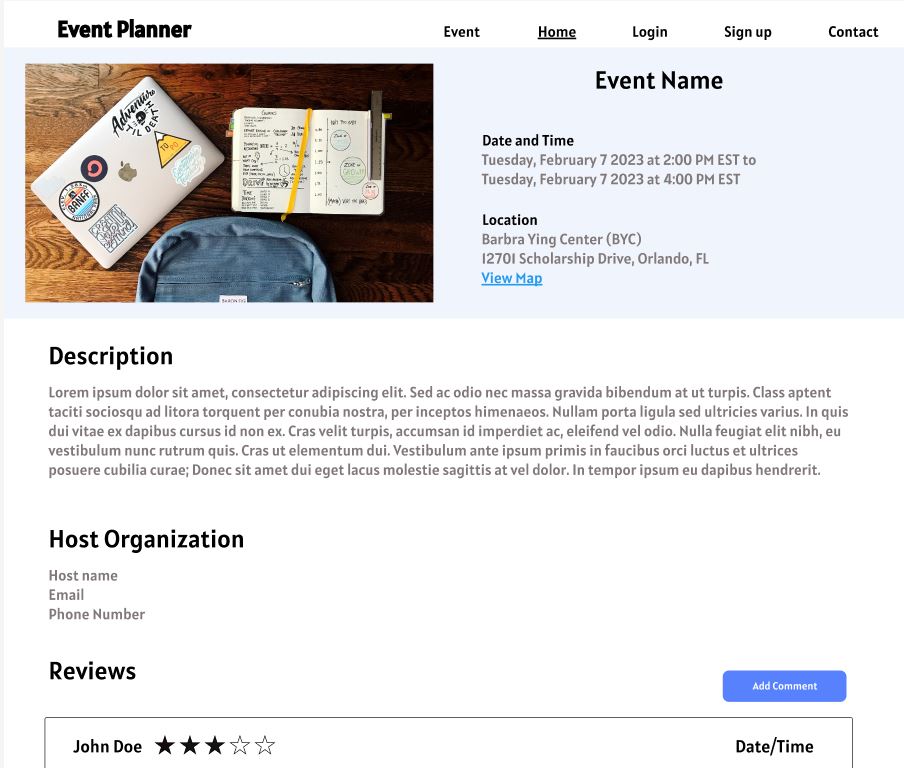 Event Planner
Event Home Login Sign up Contact
Adventure
TIL DEATH
TO
PO
BANFF
Event Name
Date and Time
Tuesday, February 7 2023 at 2:00 PM EST to
Tuesday, February 7 2023 at 4:00 PM EST
Location
Barbra Ying Center (BYC)
12701 Scholarship Drive, Orlando, FL
View Map
BARON FIG
Description
Lorem ipsum dolor sit amet, consectetur adipiscing elit. Sed ac odio nec massa gravida bibendum at ut turpis. Class aptent
taciti sociosqu ad litora torquent per conubia nostra, per inceptos himenaeos. Nullam porta ligula sed ultricies varius. In quis
dui vitae ex dapibus cursus id non ex. Cras velit turpis, accumsan id imperdiet ac, eleifend vel odio. Nulla feugiat elit nibh, eu
vestibulum nunc rutrum quis. Cras ut elementum dui. Vestibulum ante ipsum primis in faucibus orci luctus et ultrices
posuere cubilia curae; Donec sit amet dui eget lacus molestie sagittis at vel dolor. In tempor ipsum eu dapibus hendrerit.
Host Organization
Host name
Email
Phone Number
Reviews
Add Comment
John Doe ★★★☆☆ Date/Time